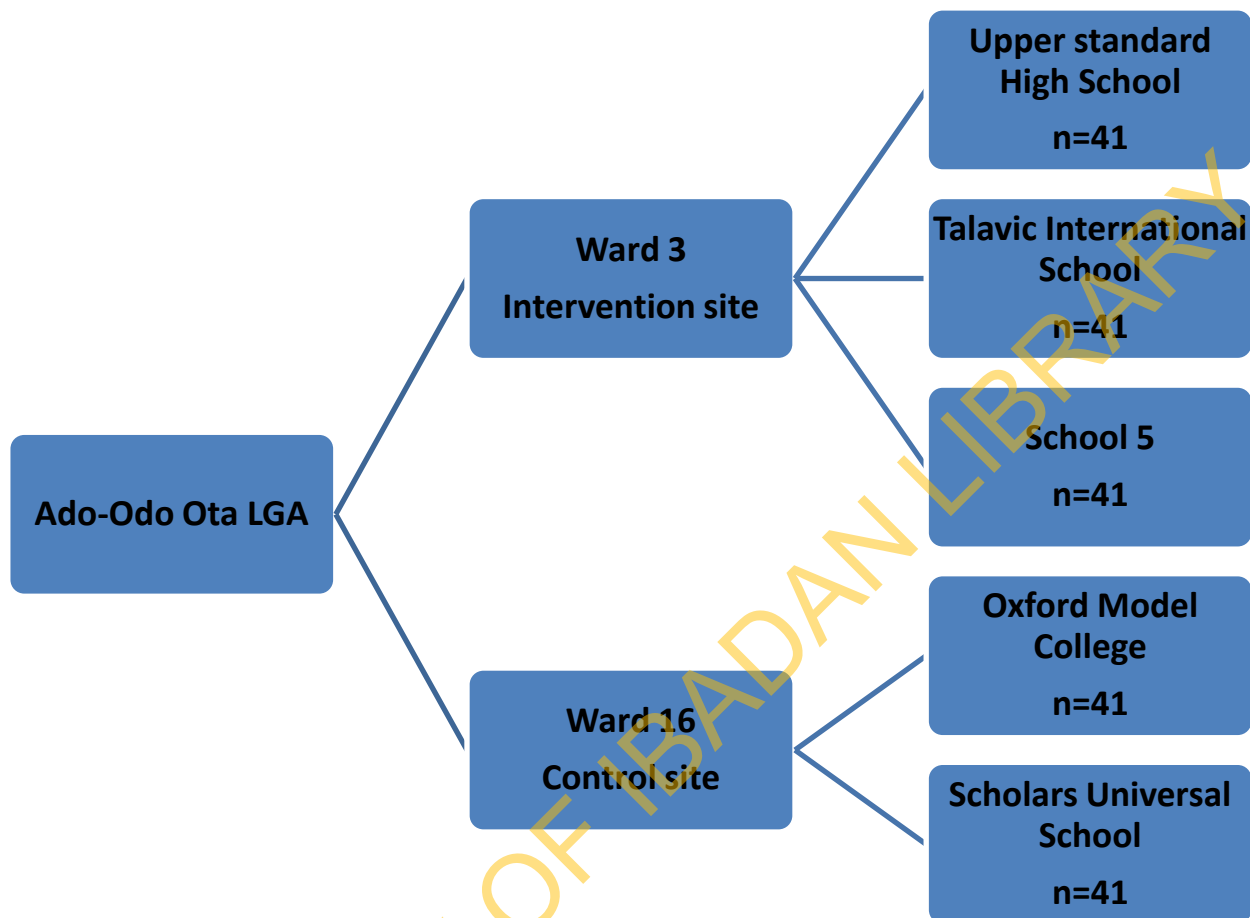 Ado-Odo Ota LGA
Ward 3
Intervention site
Ward 16
Control site
Upper standard
High School
n=41
Talavic International
School
n=41
School 5
n=41
Oxford Model
College
n=41
Scholars Universal
School
n=41
OF IBADAN LIBRARY